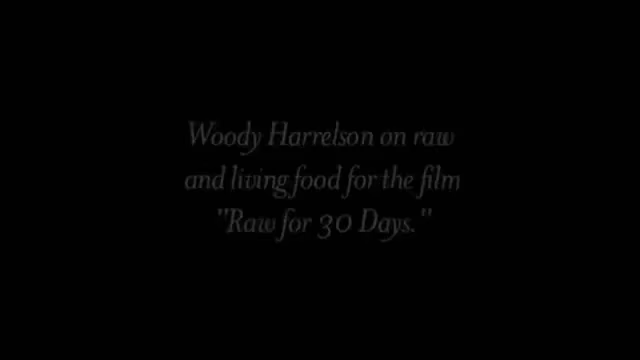 Woody Harrelson on raw
and living food for the film
"Raw for 30 Days."